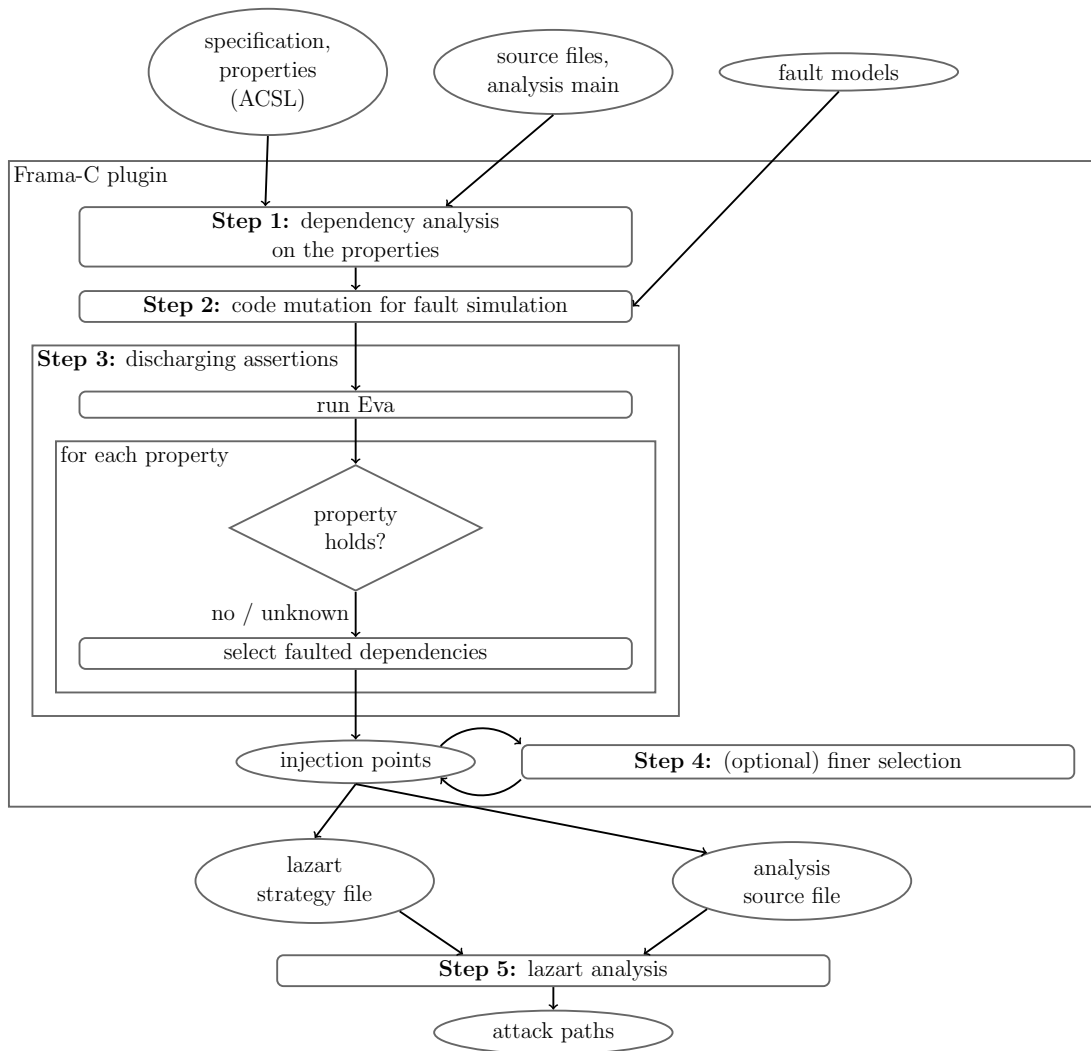 specification,
properties
(ACSL)
source files,
analysis main
fault models
Frama-C plugin
Step 1: dependency analysis
on the properties
Step 2: code mutation for fault simulation
Step 3: discharging assertions
run Eva
for each property
property
holds?
no / unknown
select faulted dependencies
injection points
Step 4: (optional) finer selection
lazart
strategy file
analysis
source file
Step 5: lazart analysis
attack paths